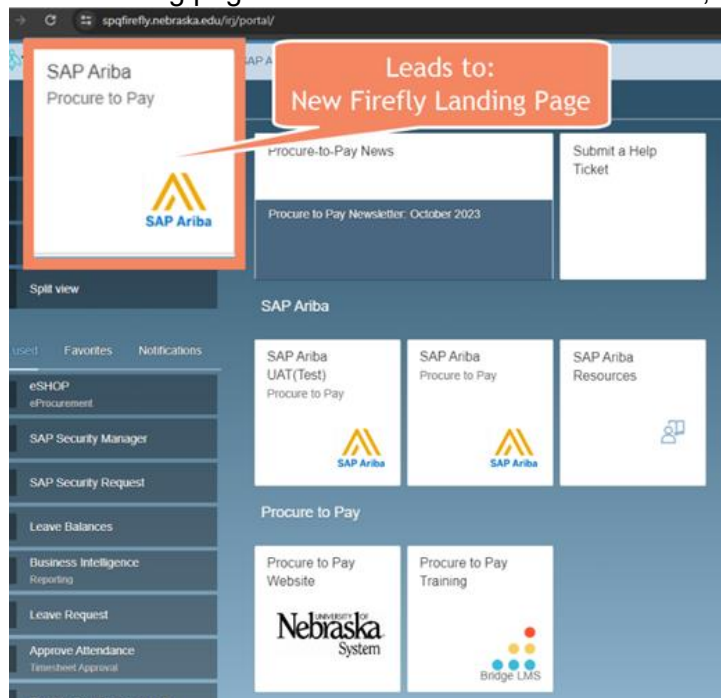 spqfirefly.nebraska.edu/irj/portal/
SAP Ariba
Procure to Pay
SAP Ariba
Leads to:
New Firefly Landing Page
Procure-to-Pay News
Procure to Pay Newsletter: October 2023
Submit a Help
Ticket
Split view
SAP Ariba
used Favorites Notifications
SAP Ariba
UAT(Test)
Procure to Pay
SAP Ariba
SAP Ariba
Procure to Pay
SAP Ariba
SAP Ariba
Resources
eSHOP
eProcurement
SAP Security Manager
SAP Security Request
Leave Balances
Business Intelligence
Reporting
Leave Request
Approve Attendance
Timesheet Approval
Procure to Pay
Procure to Pay
Website
UNIVERSITY OF
Nebraska
System
Procure to Pay
Training
Bridge LMS